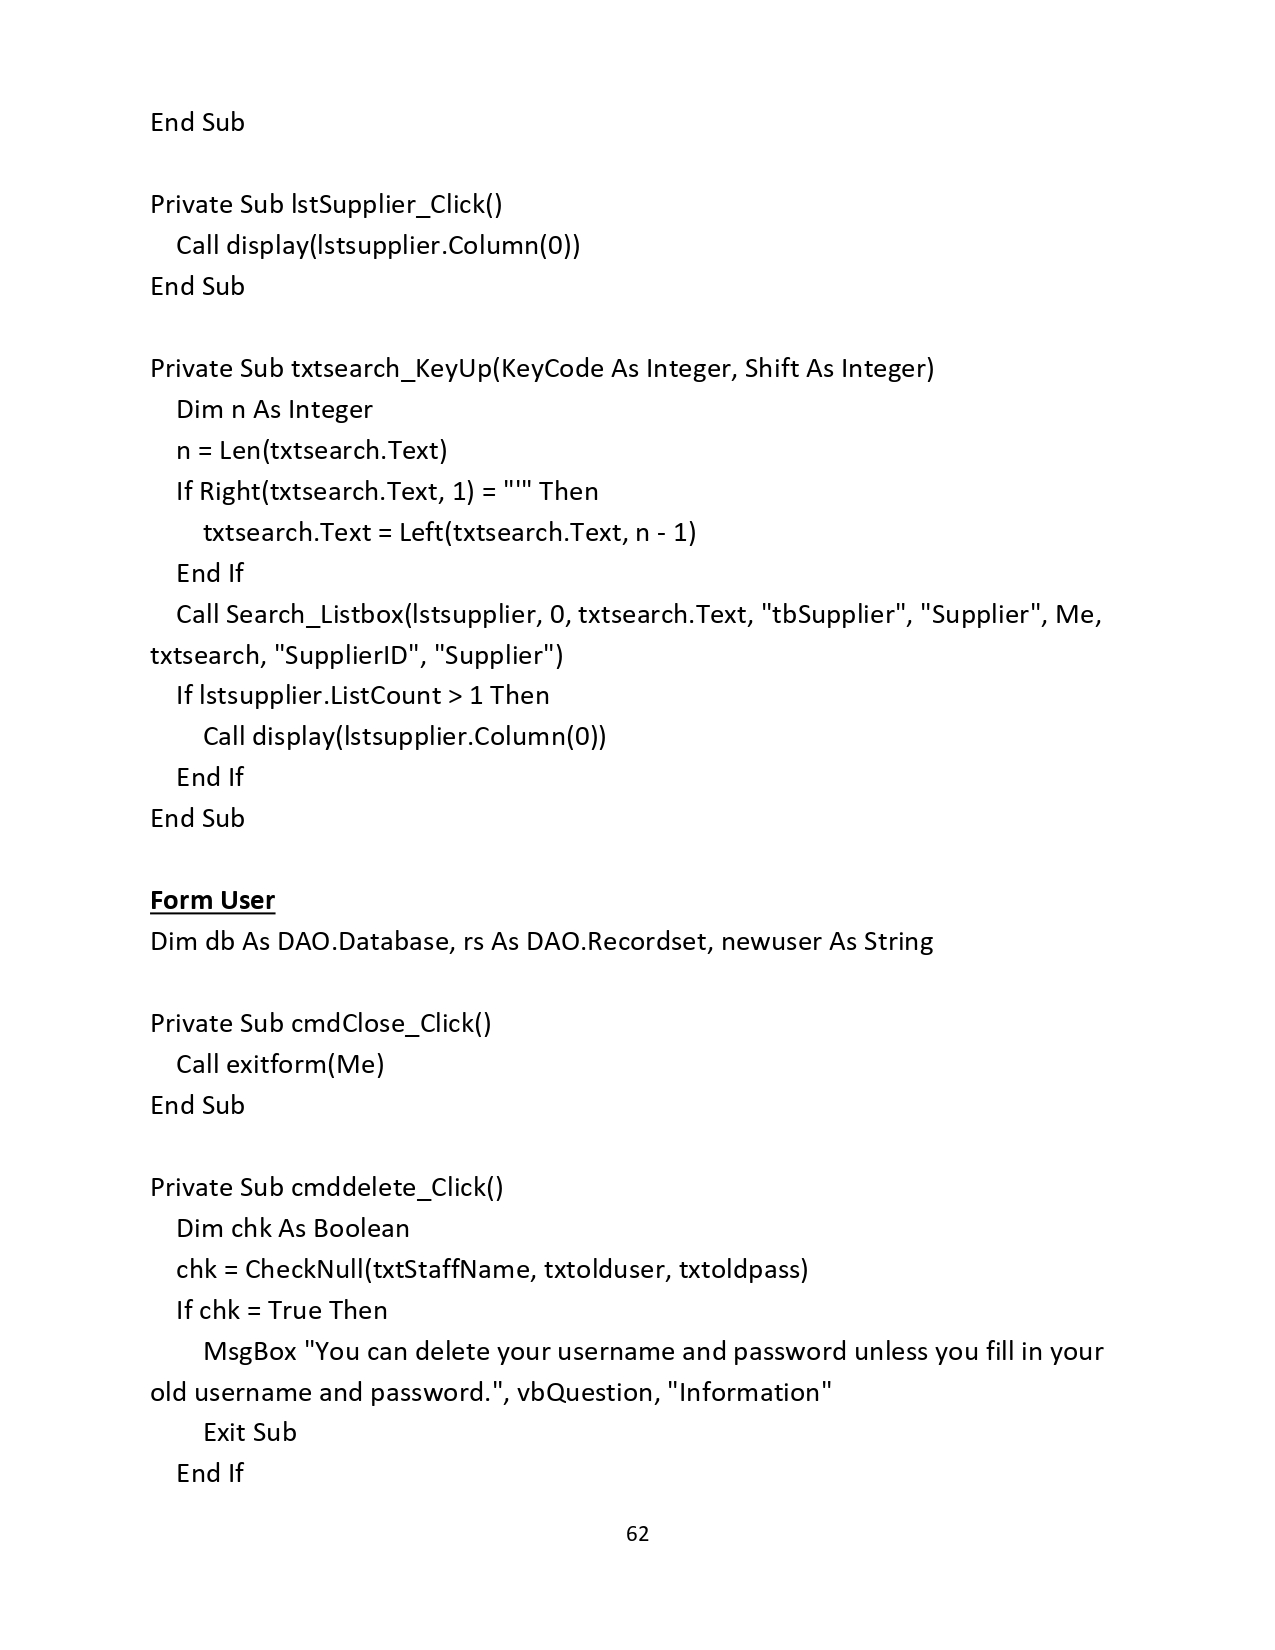 End Sub
Private Sub lstSupplier_Click()
Call display(lstsupplier.Column(0))
End Sub
Private Sub txtsearch_KeyUp(KeyCode As Integer, Shift As Integer)
Dim n As Integer
n = Len(txtsearch.Text)
If Right(txtsearch.Text, 1) = "'" Then
txtsearch.Text = Left(txtsearch.Text, n - 1)
End If
Call Search_Listbox(lstsupplier, 0, txtsearch.Text, "tbSupplier", "Supplier", Me,
txtsearch, "SupplierID", "Supplier")
If lstsupplier.ListCount > 1 Then
Call display(lstsupplier.Column(0))
End If
End Sub
Form User
Dim db As DAO.Database, rs As DAO.Recordset, newuser As String
Private Sub cmdClose_Click()
Call exitform(Me)
End Sub
Private Sub cmddelete_Click()
Dim chk As Boolean
chk = CheckNull(txtStaffName, txtolduser, txtoldpass)
If chk = True Then
MsgBox "You can delete your username and password unless you fill in your
old username and password.", vbQuestion, "Information"
Exit Sub
End If
62